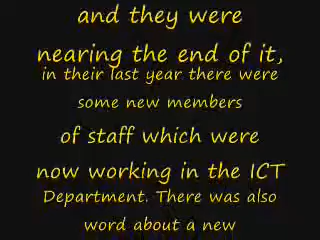 and they were
nearing the end of it,
in their last year there were
some new members
of staff which were
now working in the ICT
Department. There was also
word about a new